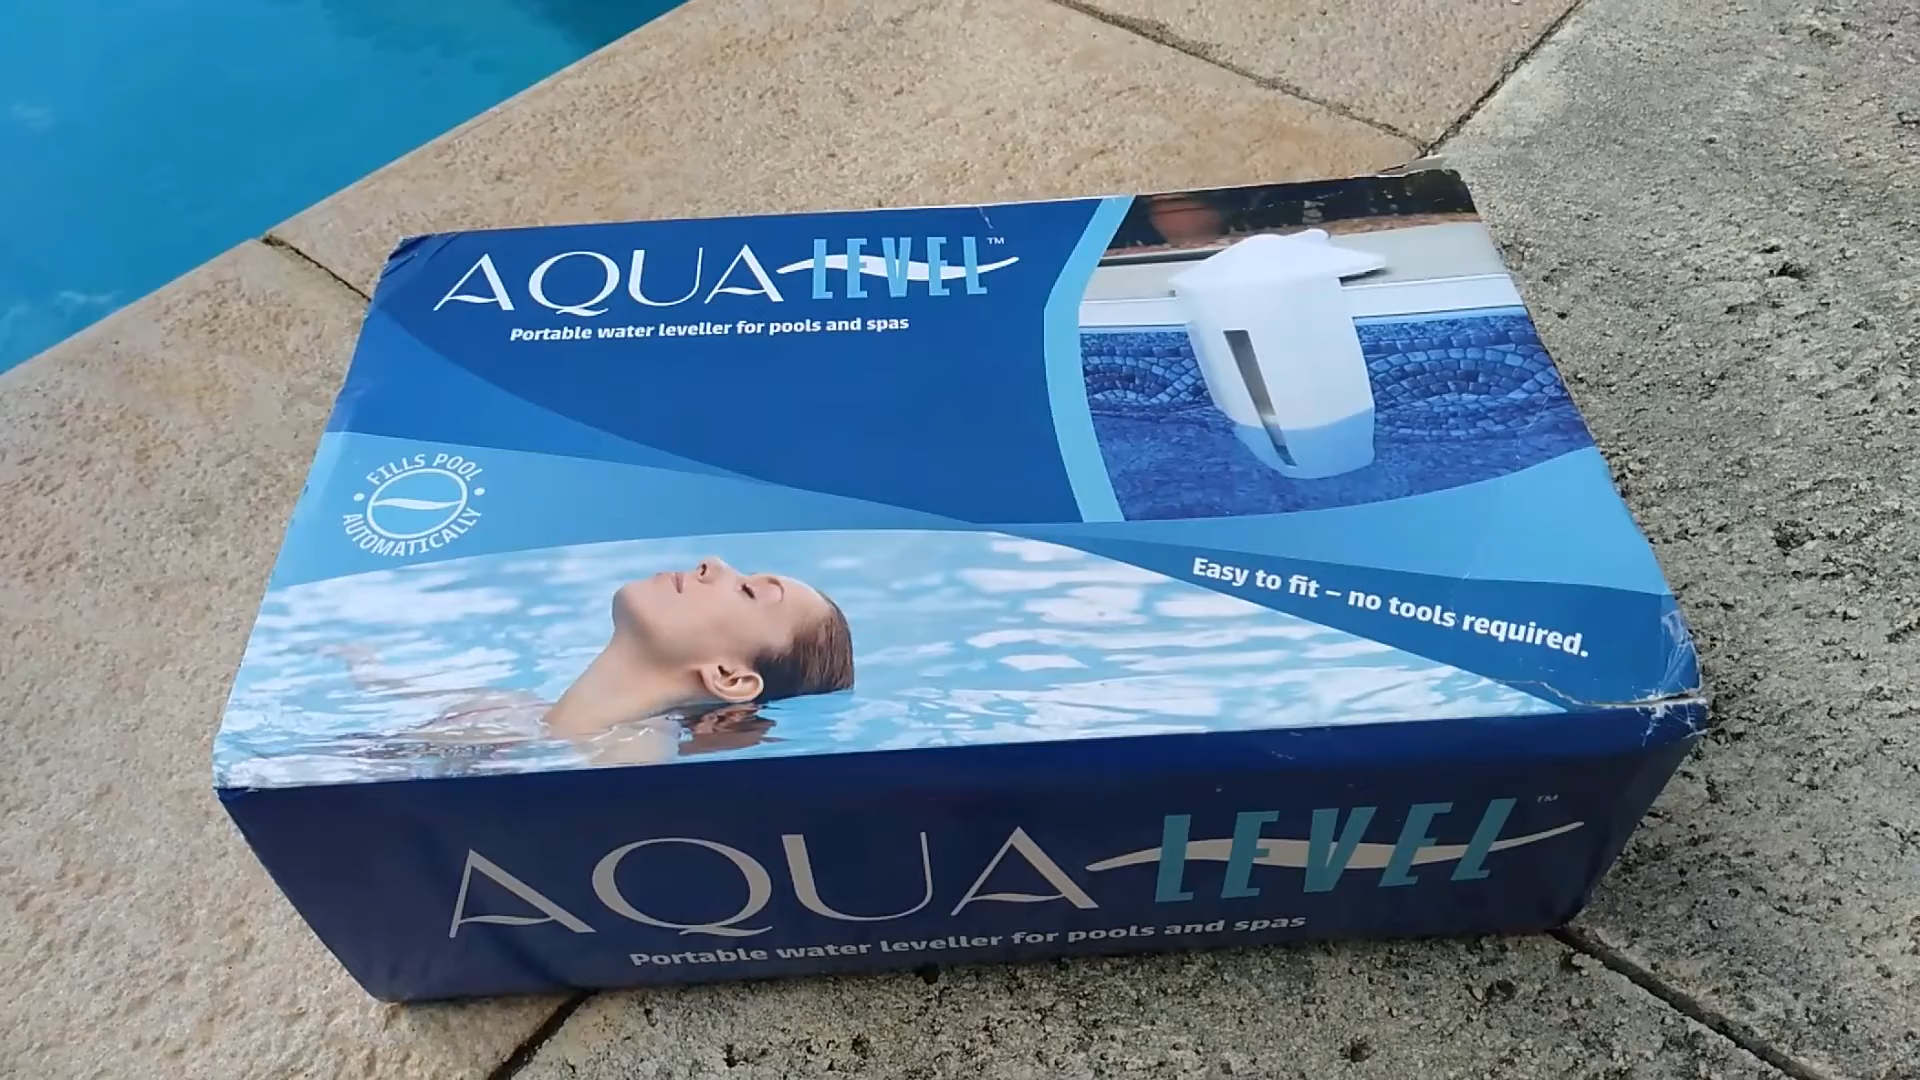 AQUA LEVEL™
Portable water leveller for pools and spas
FILLS POOL
AUTOMATICALLY
Easy to fit – no tools required.
AQUA LEVEL™
Portable water leveller for pools and spas